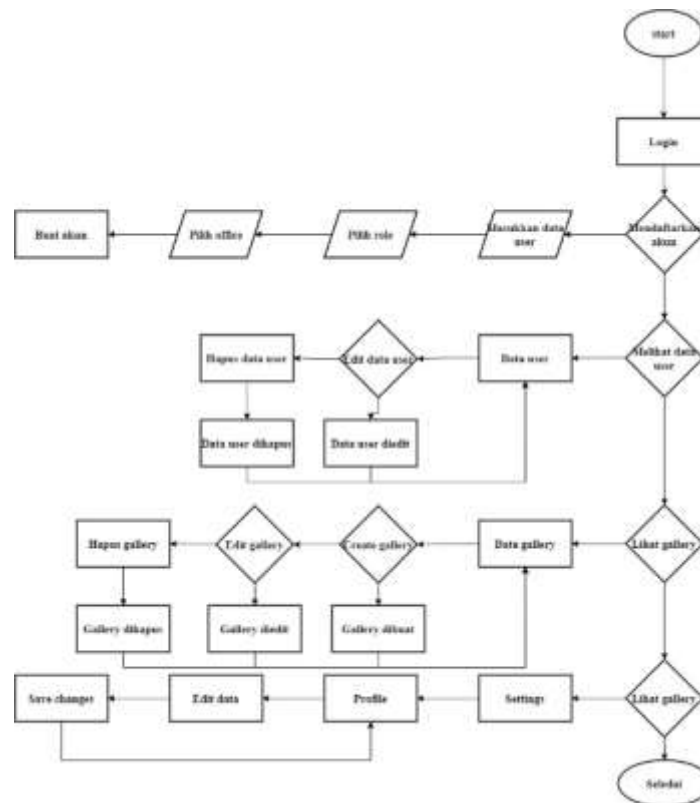 start
Login
Buat akun
Pilih office
Pilih role
Masukkan data
user
Mendaftarkan
akun
Hapus data user
Edit data user
Data user
Melihat data
user
Data user dihapus
Data user diedit
Hapus gallery
Edit gallery
Create gallery
Data gallery
Lihat gallery
Gallery dihapus
Gallery diedit
Gallery dibuat
Save changes
Edit data
Profile
Settings
Lihat gallery